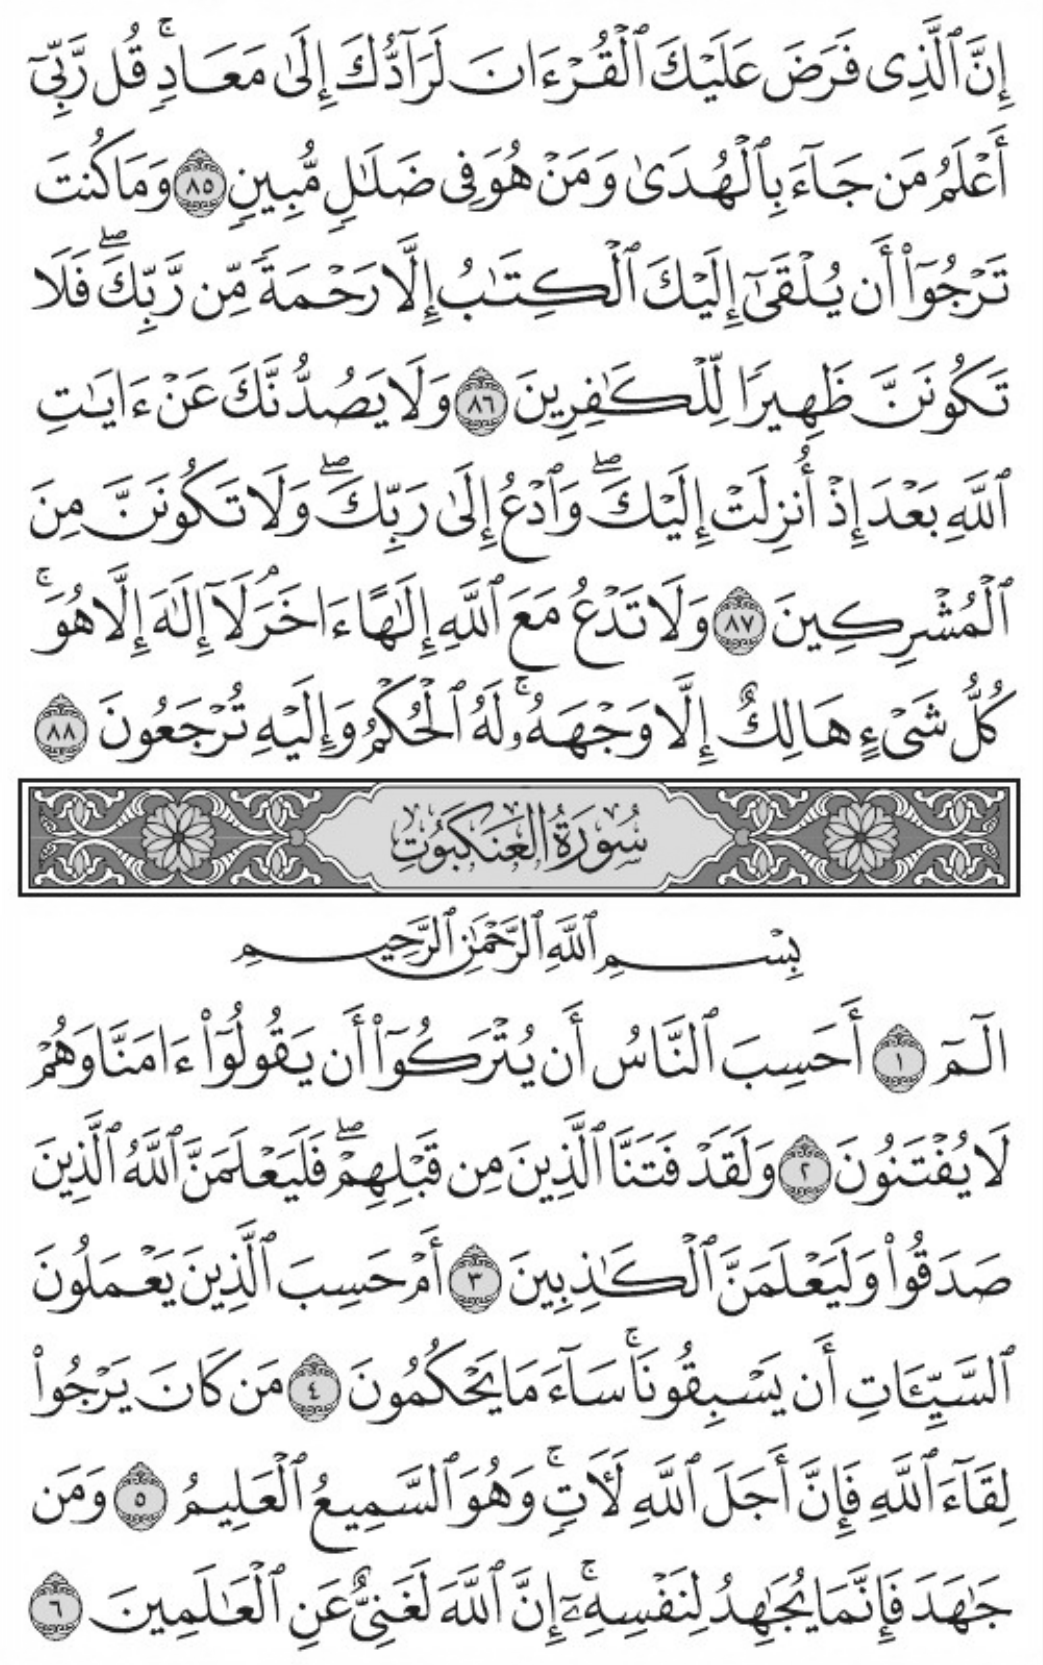 إِنَّ ٱلَّذِى فَرَضَ عَلَيْكَ ٱلْقُرْءَانَ لَرَآدُّكَ إِلَىٰ مَعَادٍۚ قُل رَّبِّىٓ
أَعْلَمُ مَن جَآءَ بِٱلْهُدَىٰ وَمَنْ هُوَ فِى ضَلَٰلٍ مُّبِينٍ ٨٥ وَمَا كُنتَ
تَرْجُوٓا۟ أَن يُلْقَىٰٓ إِلَيْكَ ٱلْكِتَٰبُ إِلَّا رَحْمَةً مِّن رَّبِّكَۖ فَلَا
تَكُونَنَّ ظَهِيرًا لِّلْكَٰفِرِينَ ٨٦ وَلَا يَصُدُّنَّكَ عَنْ ءَايَٰتِ
ٱللَّهِ بَعْدَ إِذْ أُنزِلَتْ إِلَيْكَۖ وَٱدْعُ إِلَىٰ رَبِّكَۖ وَلَا تَكُونَنَّ مِنَ
ٱلْمُشْرِكِينَ ٨٧ وَلَا تَدْعُ مَعَ ٱللَّهِ إِلَٰهًا ءَاخَرَۘ لَآ إِلَٰهَ إِلَّا هُوَۚ
كُلُّ شَىْءٍ هَالِكٌ إِلَّا وَجْهَهُۥۚ لَهُ ٱلْحُكْمُ وَإِلَيْهِ تُرْجَعُونَ ٨٨
سُورَةُ العَنكَبُوت
بِسْمِ ٱللَّهِ ٱلرَّحْمَٰنِ ٱلرَّحِيمِ
الٓمٓ ١ أَحَسِبَ ٱلنَّاسُ أَن يُتْرَكُوٓا۟ أَن يَقُولُوٓا۟ ءَامَنَّا وَهُمْ
لَا يُفْتَنُونَ ٢ وَلَقَدْ فَتَنَّا ٱلَّذِينَ مِن قَبْلِهِمْۖ فَلَيَعْلَمَنَّ ٱللَّهُ ٱلَّذِينَ
صَدَقُوا۟ وَلَيَعْلَمَنَّ ٱلْكَٰذِبِينَ ٣ أَمْ حَسِبَ ٱلَّذِينَ يَعْمَلُونَ
ٱلسَّيِّـَٔاتِ أَن يَسْبِقُونَاۚ سَآءَ مَا يَحْكُمُونَ ٤ مَن كَانَ يَرْجُوا۟
لِقَآءَ ٱللَّهِ فَإِنَّ أَجَلَ ٱللَّهِ لَـَٔاتٍۚ وَهُوَ ٱلسَّمِيعُ ٱلْعَلِيمُ ٥ وَمَن
جَٰهَدَ فَإِنَّمَا يُجَٰهِدُ لِنَفْسِهِۦٓۚ إِنَّ ٱللَّهَ لَغَنِىٌّ عَنِ ٱلْعَٰلَمِينَ ٦